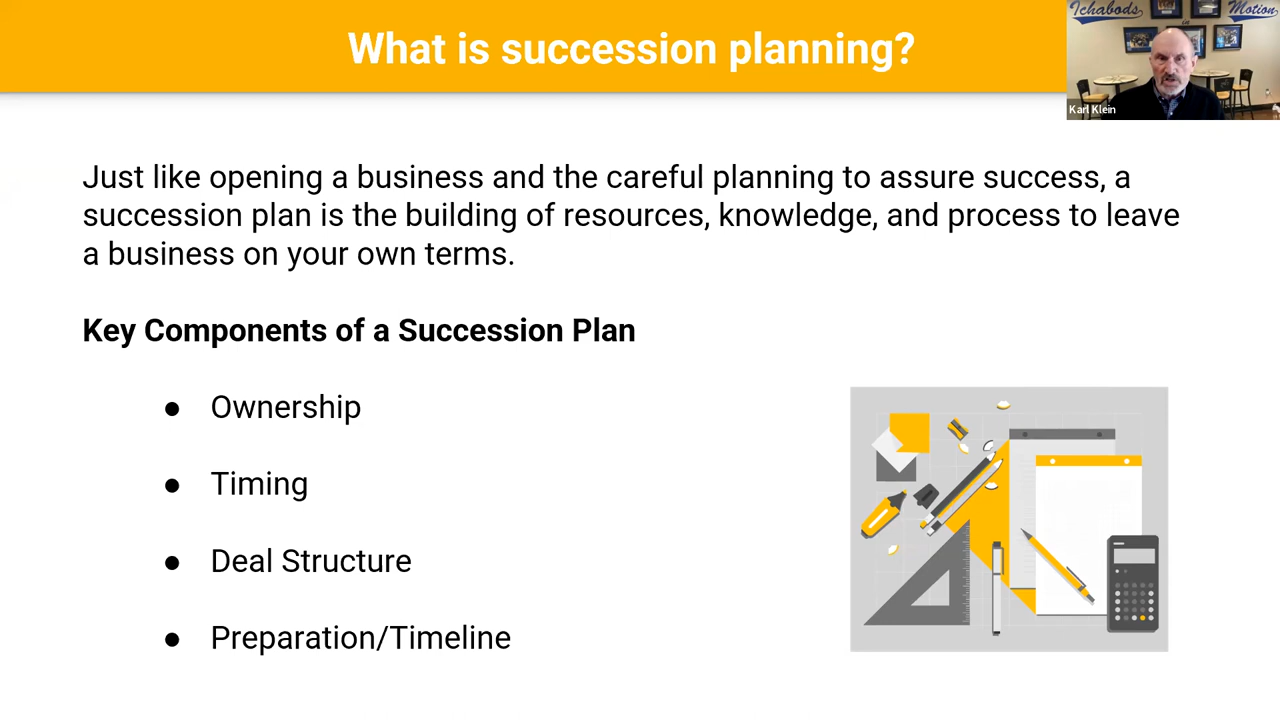 What is succession planning?
Ichabods
in
Motion
Karl Klein
Just like opening a business and the careful planning to assure success, a
succession plan is the building of resources, knowledge, and process to leave
a business on your own terms.
Key Components of a Succession Plan
● Ownership
● Timing
● Deal Structure
● Preparation/Timeline